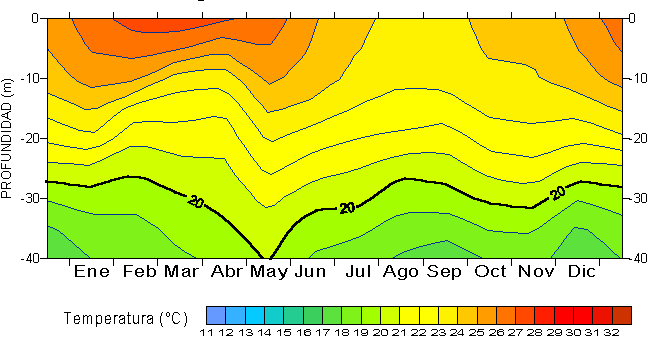 0 0
-10 -10
-20 -20
-30 -30
-40 -40
PROFUNDIDAD (m)
20 20 20
Ene Feb Mar Abr May Jun Jul Ago Sep Oct Nov Dic
Temperatura (ºC)
11 12 13 14 15 16 17 18 19 20 21 22 23 24 25 26 27 28 29 30 31 32